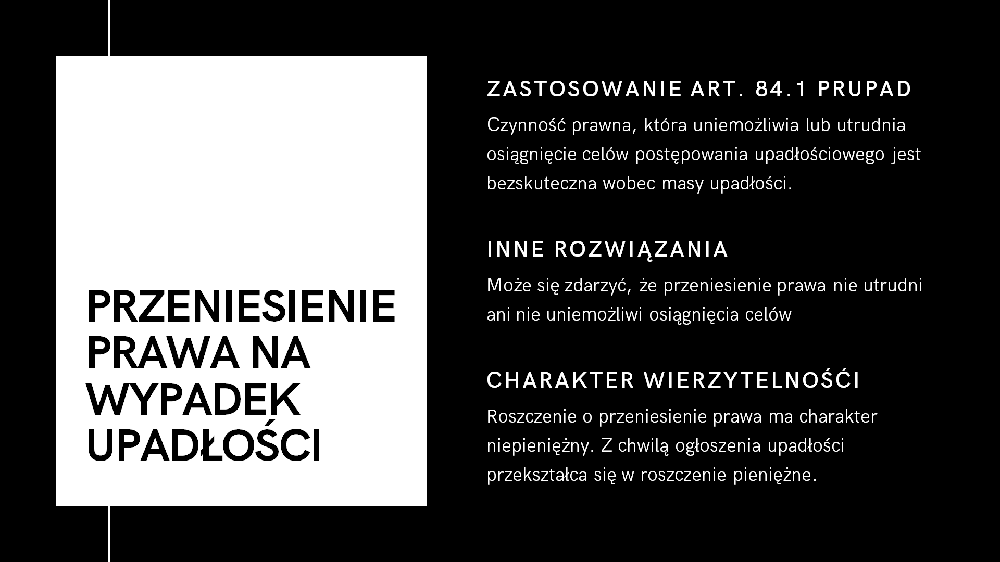 PRZENIESIENIE
PRAWA NA
WYPADEK
UPADŁOŚCI
ZASTOSOWANIE ART. 84.1 PRUPAD
Czynność prawna, która uniemożliwia lub utrudnia
osiągnięcie celów postępowania upadłościowego jest
bezskuteczna wobec masy upadłości.
INNE ROZWIĄZANIA
Może się zdarzyć, że przeniesienie prawa nie utrudni
ani nie uniemożliwi osiągnięcia celów
CHARAKTER WIERZYTELNOŚĆI
Roszczenie o przeniesienie prawa ma charakter
niepieniężny. Z chwilą ogłoszenia upadłości
przekształca się w roszczenie pieniężne.